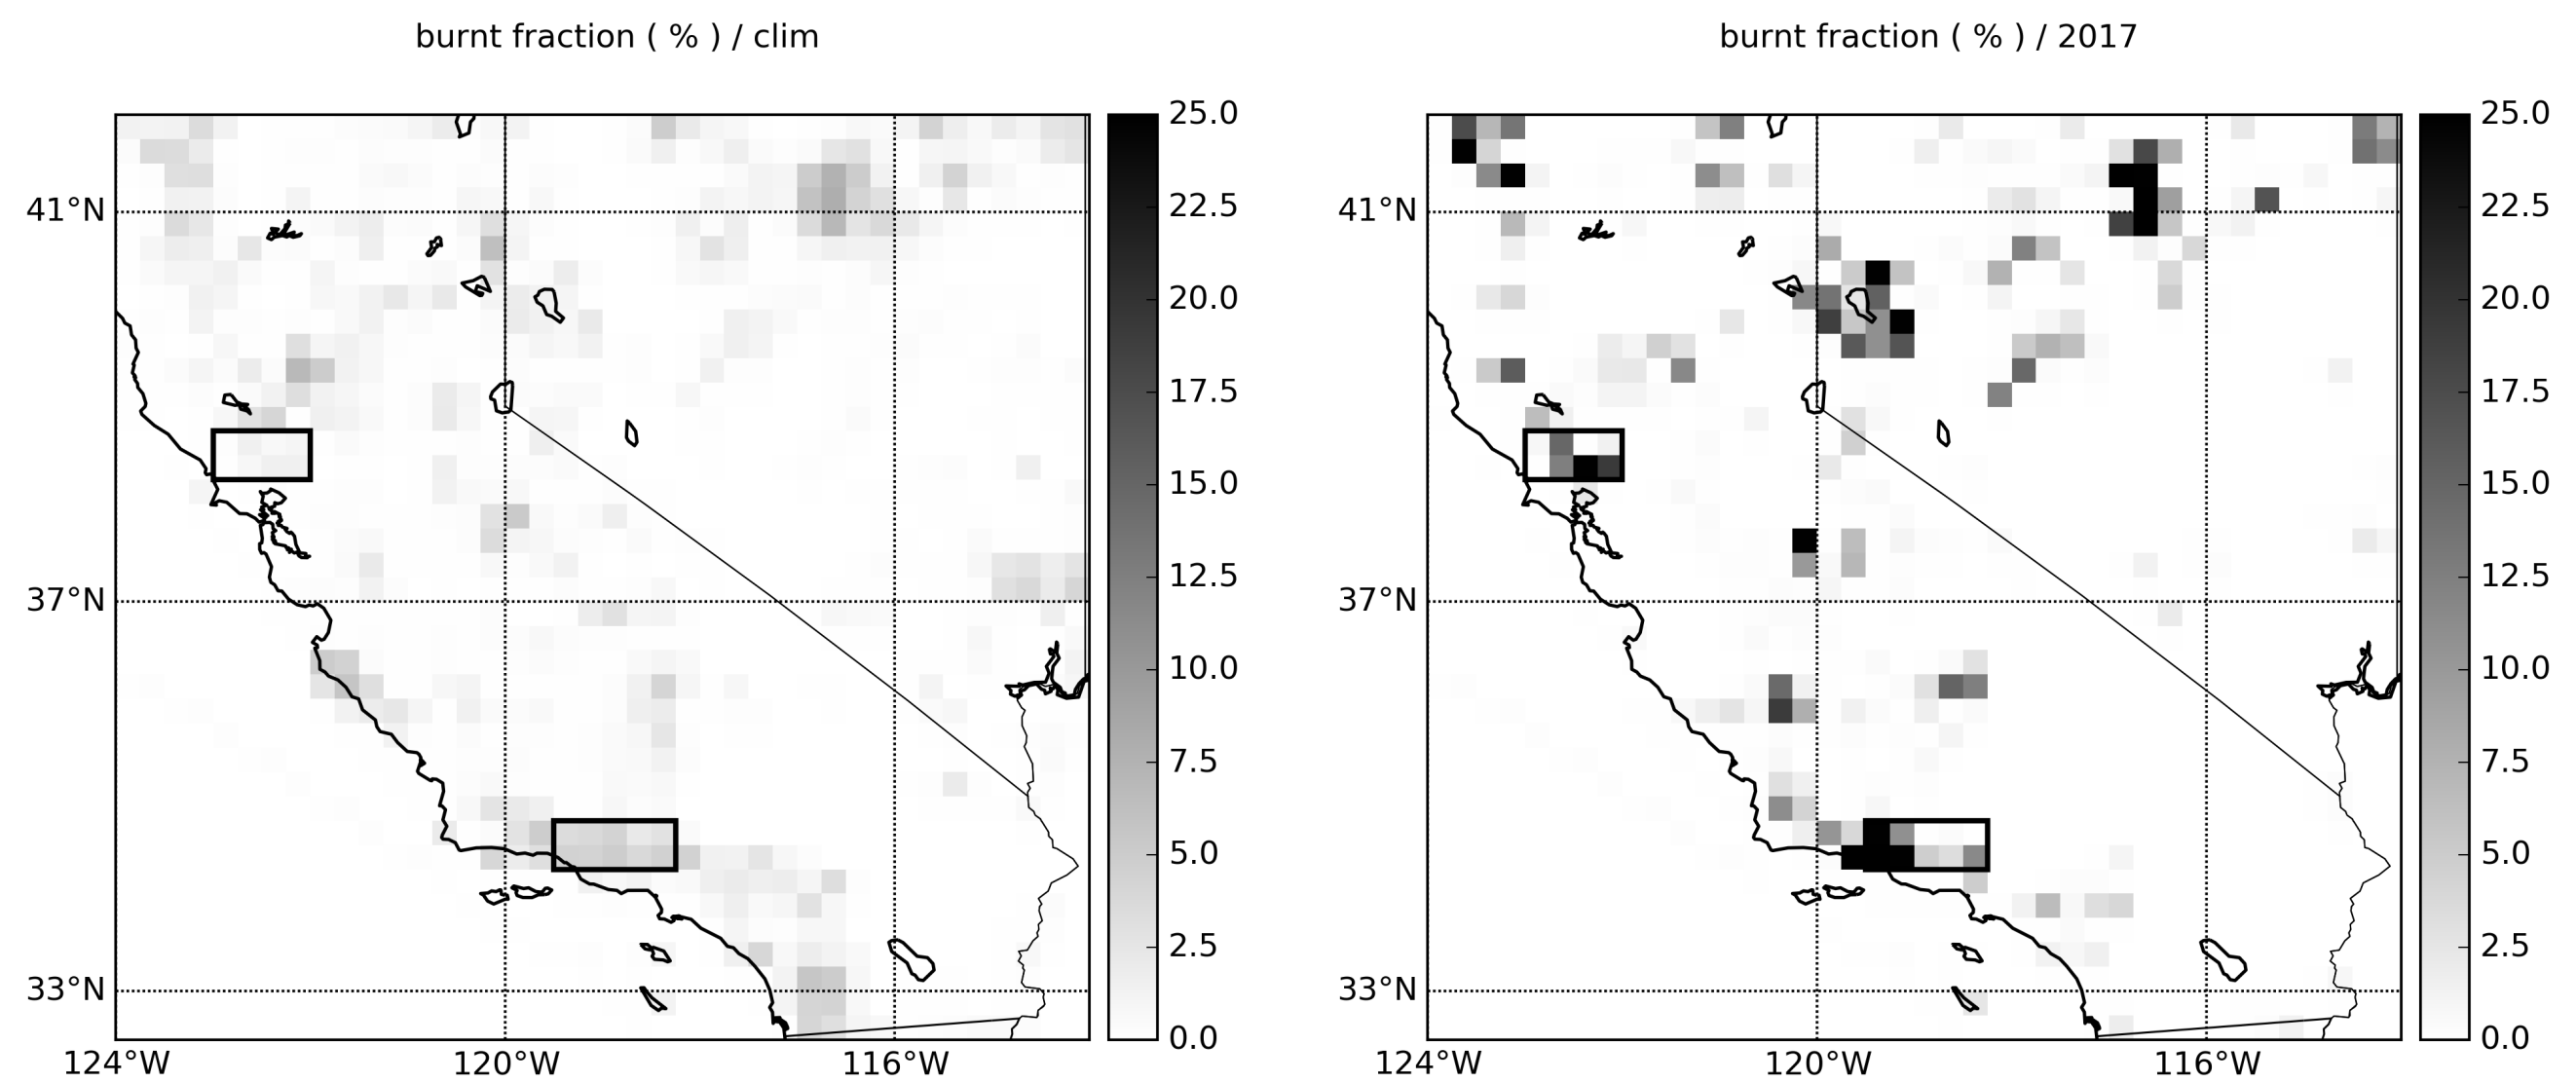 burnt fraction ( % ) / clim
41°N
37°N
33°N
124°W 120°W 116°W
25.0
22.5
20.0
17.5
15.0
12.5
10.0
7.5
5.0
2.5
0.0
burnt fraction ( % ) / 2017
41°N
37°N
33°N
124°W 120°W 116°W
25.0
22.5
20.0
17.5
15.0
12.5
10.0
7.5
5.0
2.5
0.0